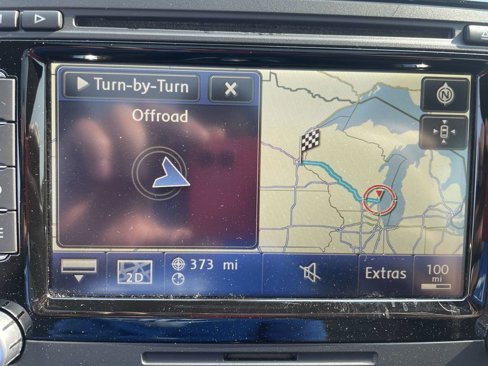 Turn-by-Turn
Offroad
N
2D
373 mi
Extras
100
mi